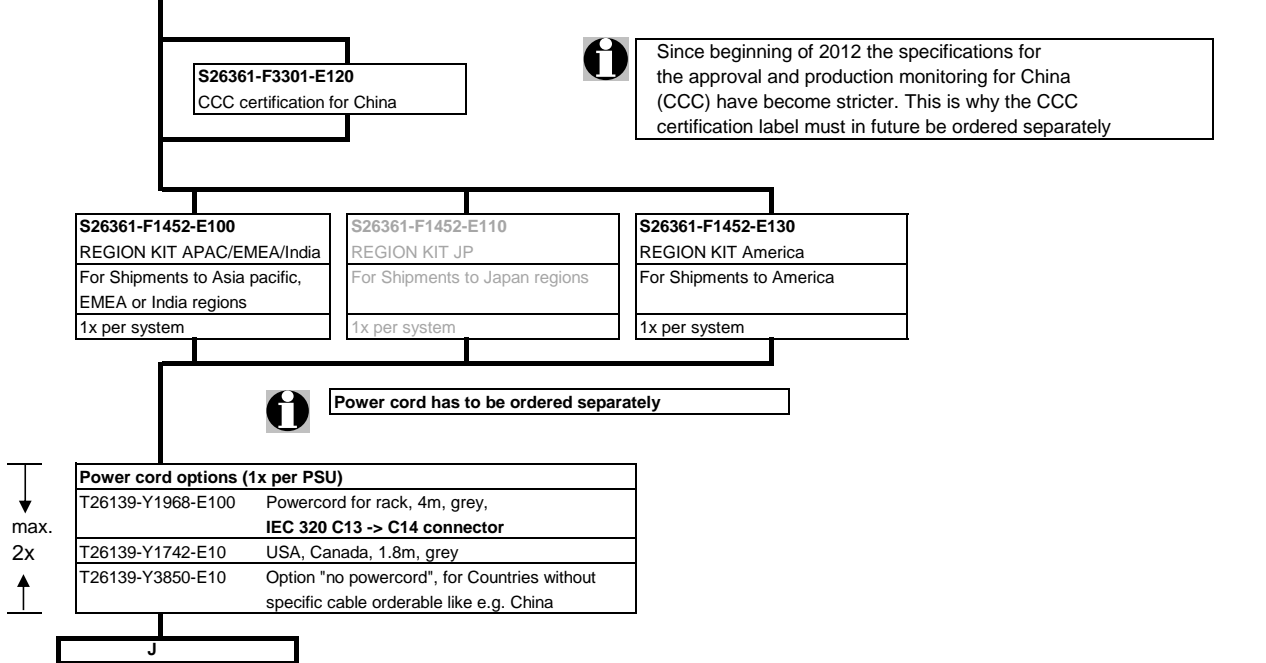 S26361-F3301-E120
CCC certification for China
Since beginning of 2012 the specifications for
the approval and production monitoring for China
(CCC) have become stricter. This is why the CCC
certification label must in future be ordered separately
S26361-F1452-E100
REGION KIT APAC/EMEA/India
For Shipments to Asia pacific,
EMEA or India regions
1x per system
S26361-F1452-E110
REGION KIT JP
For Shipments to Japan regions
1x per system
S26361-F1452-E130
REGION KIT America
For Shipments to America
1x per system
Power cord has to be ordered separately
max.
2x
Power cord options (1x per PSU)
T26139-Y1968-E100 Powercord for rack, 4m, grey,
IEC 320 C13 -> C14 connector
T26139-Y1742-E10 USA, Canada, 1.8m, grey
T26139-Y3850-E10 Option "no powercord", for Countries without
specific cable orderable like e.g. China
J